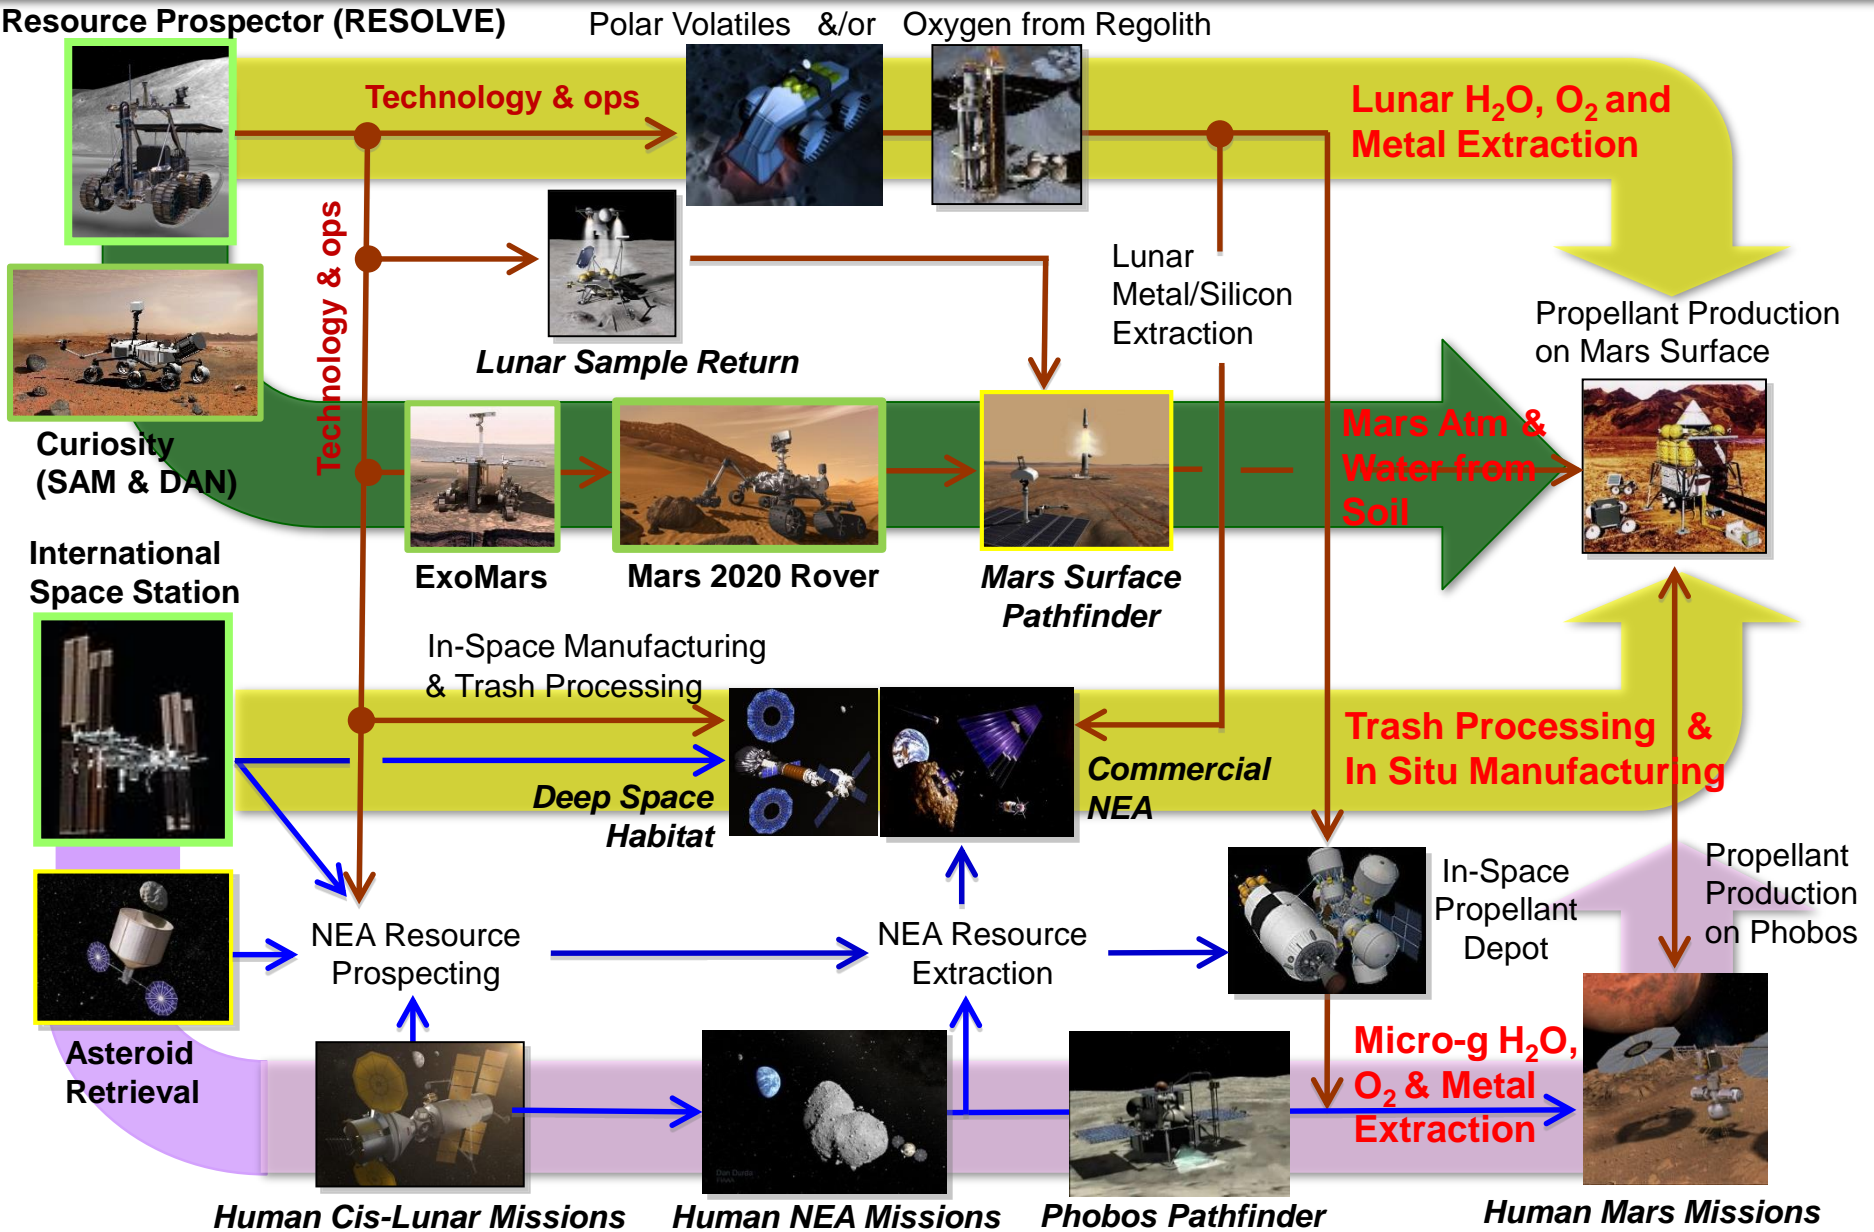 Resource Prospector (RESOLVE)
Polar Volatiles &/or Oxygen from Regolith
Technology & ops
Lunar H₂O, O₂ and
Metal Extraction
Technology & ops
Lunar
Metal/Silicon
Extraction
Lunar Sample Return
Propellant Production
on Mars Surface
Curiosity
(SAM & DAN)
Mars Atm &
Water from
Soil
International
Space Station
ExoMars
Mars 2020 Rover
Mars Surface
Pathfinder
In-Space Manufacturing
& Trash Processing
Deep Space
Habitat
Commercial
NEA
Trash Processing &
In Situ Manufacturing
In-Space
Propellant
Depot
Propellant
Production
on Phobos
NEA Resource
Prospecting
NEA Resource
Extraction
Asteroid
Retrieval
Micro-g H₂O,
O₂ & Metal
Extraction
Dan Durda
Human Cis-Lunar Missions
Human NEA Missions
Phobos Pathfinder
Human Mars Missions